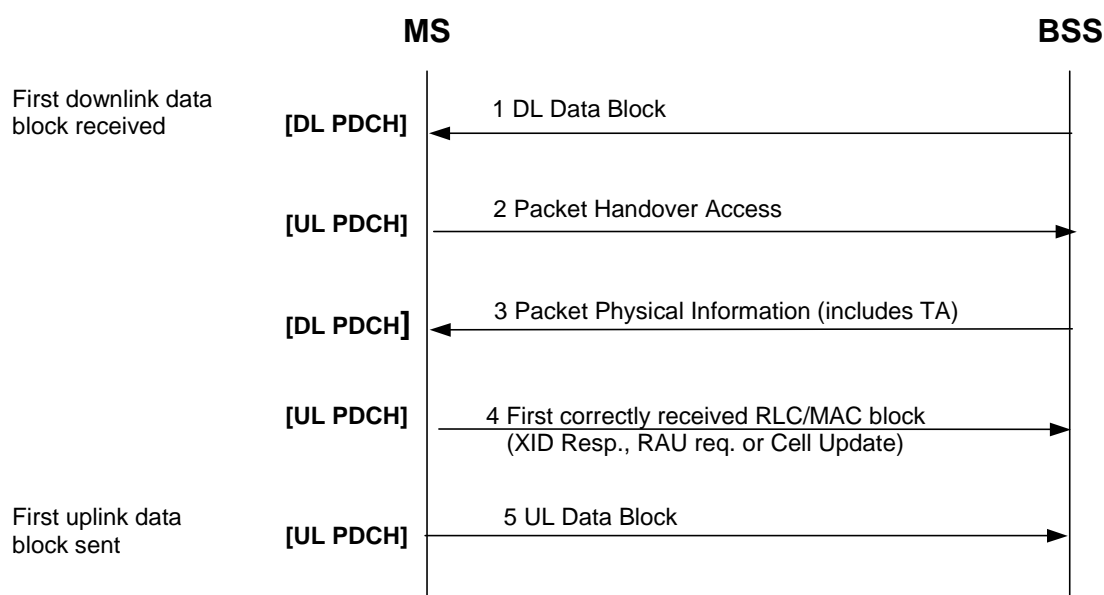 MS
BSS
First downlink data
block received
[DL PDCH]
1 DL Data Block
[UL PDCH]
2 Packet Handover Access
[DL PDCH]
3 Packet Physical Information (includes TA)
[UL PDCH]
4 First correctly received RLC/MAC block
(XID Resp., RAU req. or Cell Update)
First uplink data
block sent
[UL PDCH]
5 UL Data Block